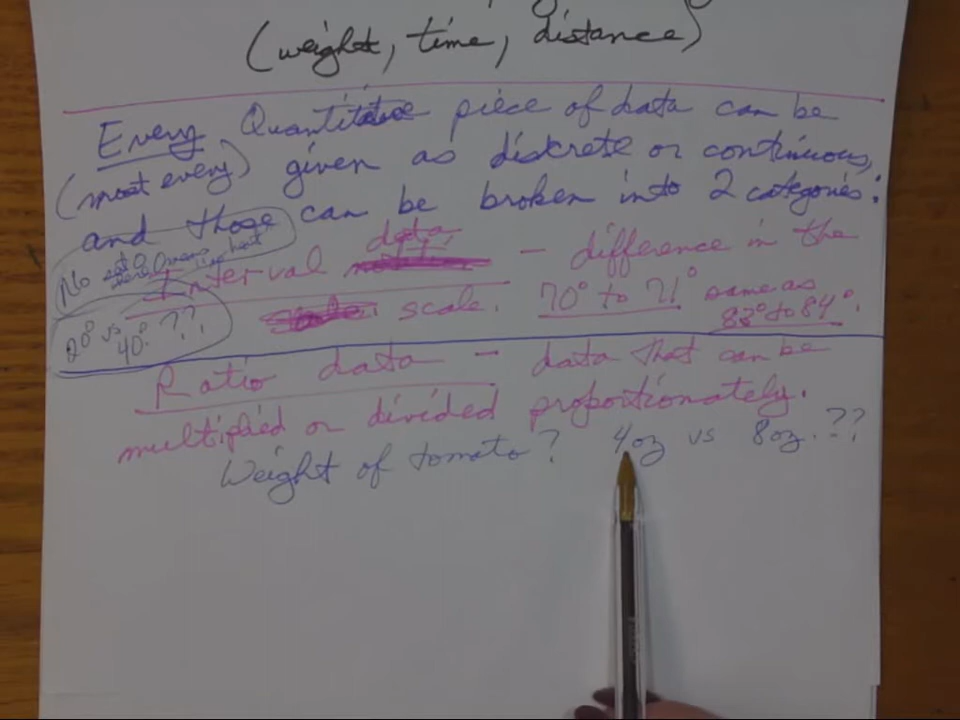 (weight, time, distance)
Every Quantitative piece of data can be
(most every) given as discrete or continuous,
and those can be broken into 2 categories:
Interval data, - difference in the
scale. 70° to 71° same as
83° to 84°.
No
20° vs
40°.??
Ratio data - data that can be
multiplied or divided proportionately.
Weight of tomato? 4oz vs 8oz.??